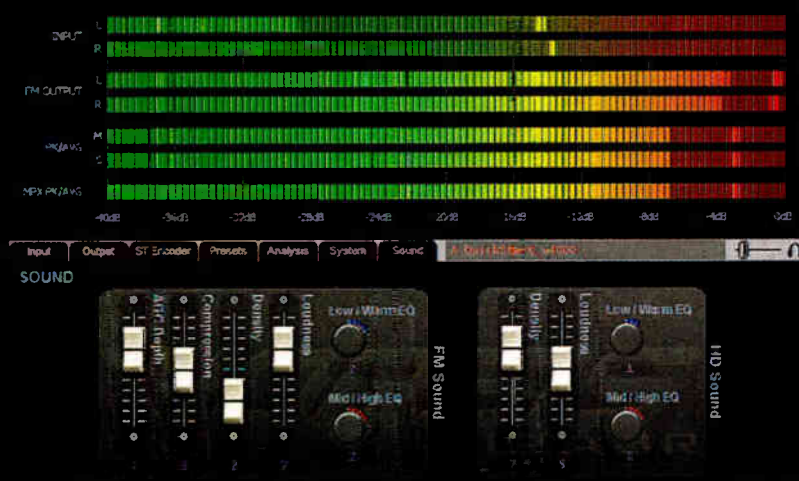 INPUT
L
R
FM OUTPUT
L
R
PK/AVG
M
S
MPX PK/AVG
-40dB -36dB -32dB -28dB -24dB -20dB -16dB -12dB -8dB -4dB 0dB
Input Output ST Encoder Presets Analysis System Sound
SOUND
AGC Depth
Compression
Density
Loudness
Low / Warm EQ
Mid / High EQ
FM Sound
Density
Loudness
Low / Warm EQ
Mid / High EQ
HD Sound